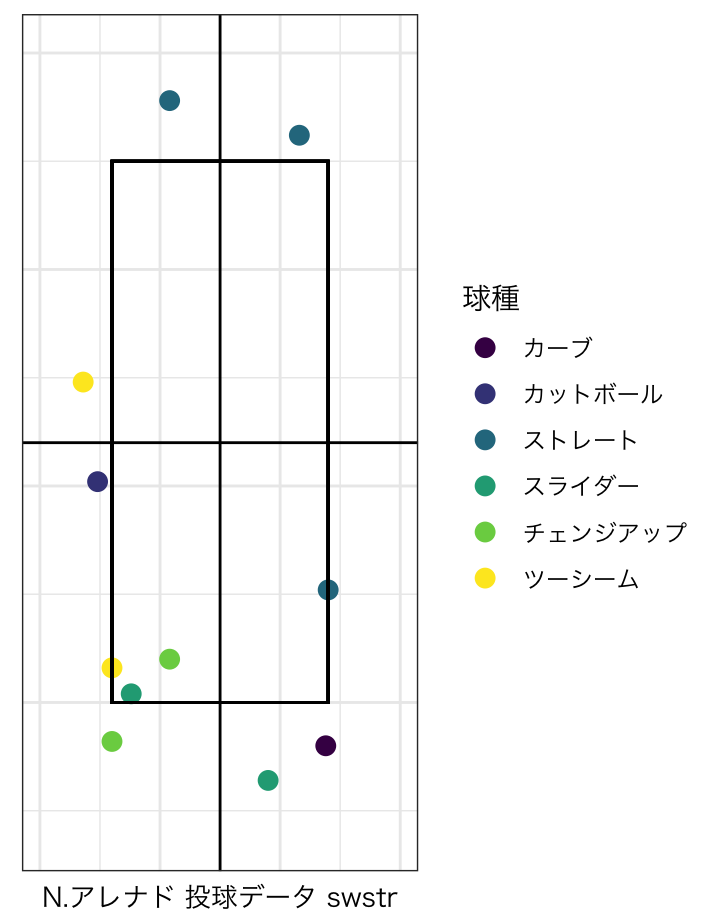 球種
カーブ
カットボール
ストレート
スライダー
チェンジアップ
ツーシーム
N.アレナド 投球データ swstr